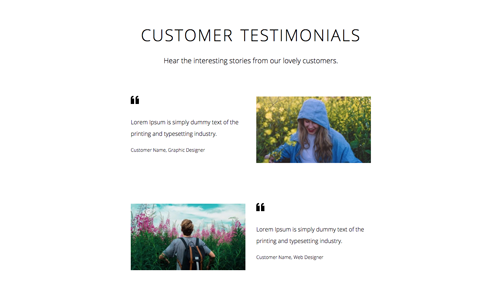 CUSTOMER TESTIMONIALS
Hear the interesting stories from our lovely customers.
“
Lorem Ipsum is simply dummy text of the
printing and typesetting industry.
Customer Name, Graphic Designer
“
Lorem Ipsum is simply dummy text of the
printing and typesetting industry.
Customer Name, Web Designer